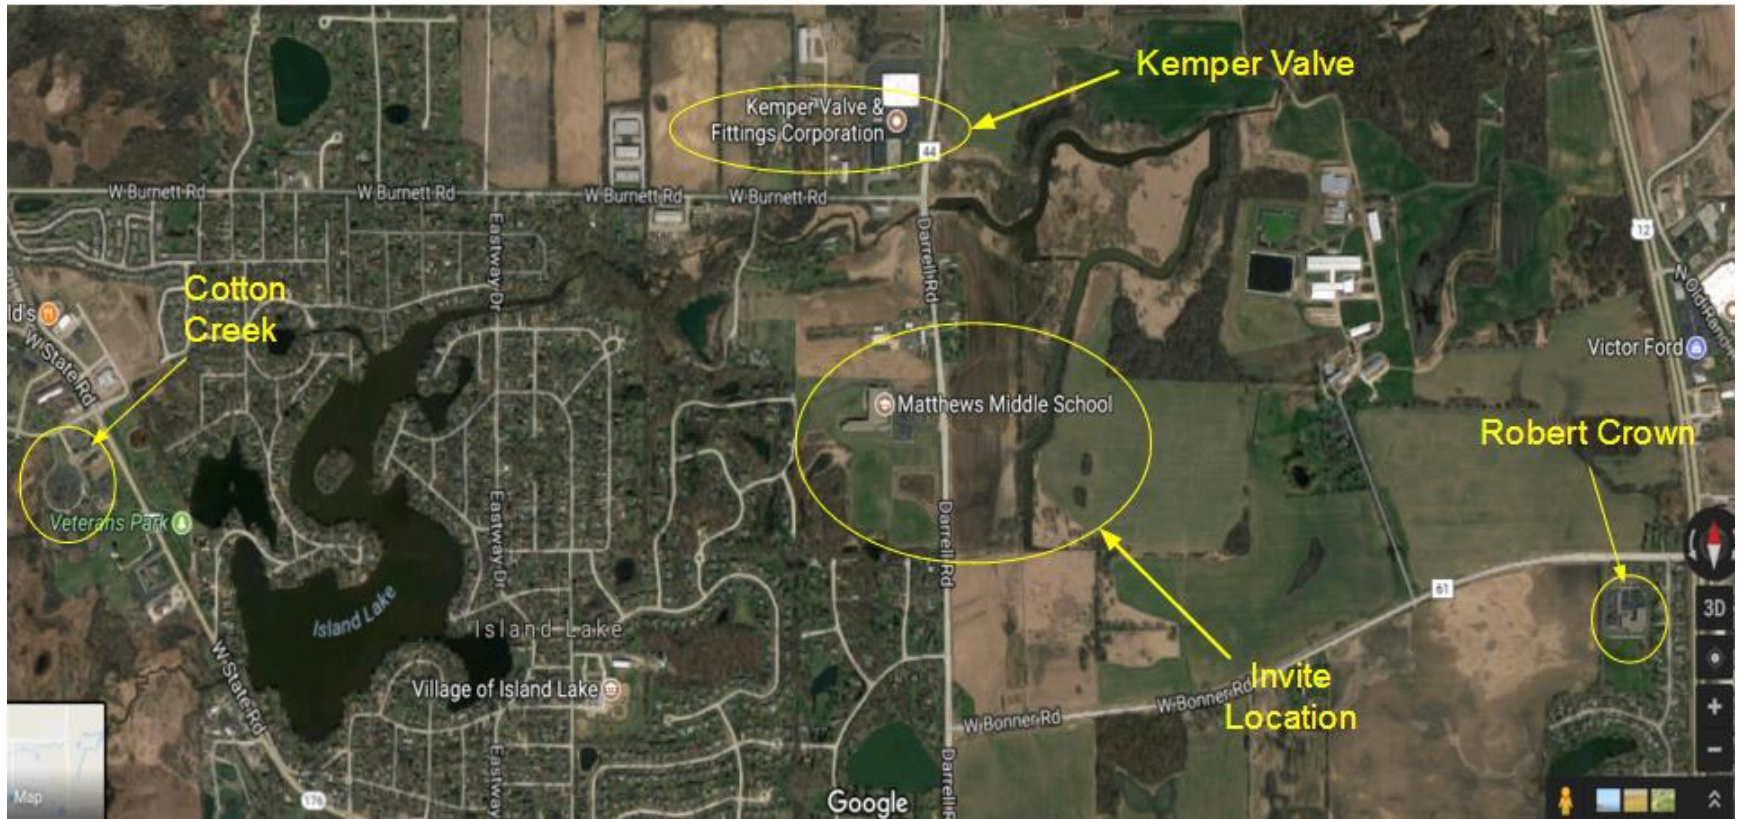 Kemper Valve
Kemper Valve &
Fittings Corporation
44
W Burnett Rd
W Burnett Rd
W Burnett Rd
W Burnett Rd
12
Eastway Dr
Darrell Rd
Cotton
Creek
ld's
W State Rd
Victor Ford
Matthews Middle School
Robert Crown
Veterans Park
Eastway Dr
Darrell Rd
Island Lake
Island Lake
61
3D
W State Rd
Village of Island Lake
Invite
Location
W Bonner Rd
W Bonner Rd
Eastway
Darrell R
Map
176
Google